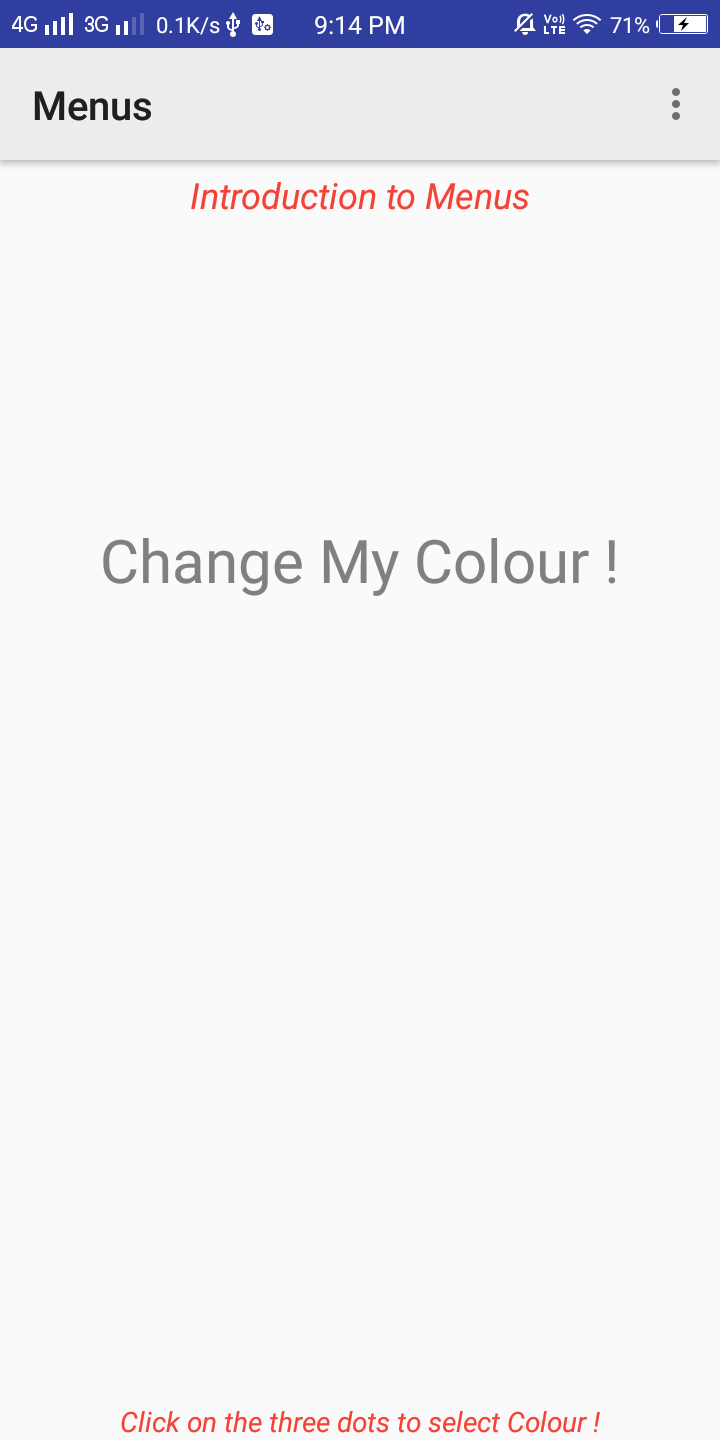 4G 3G 0.1K/s 9:14 PM Vo)) LTE 71%
Menus
Introduction to Menus
Change My Colour !
Click on the three dots to select Colour !